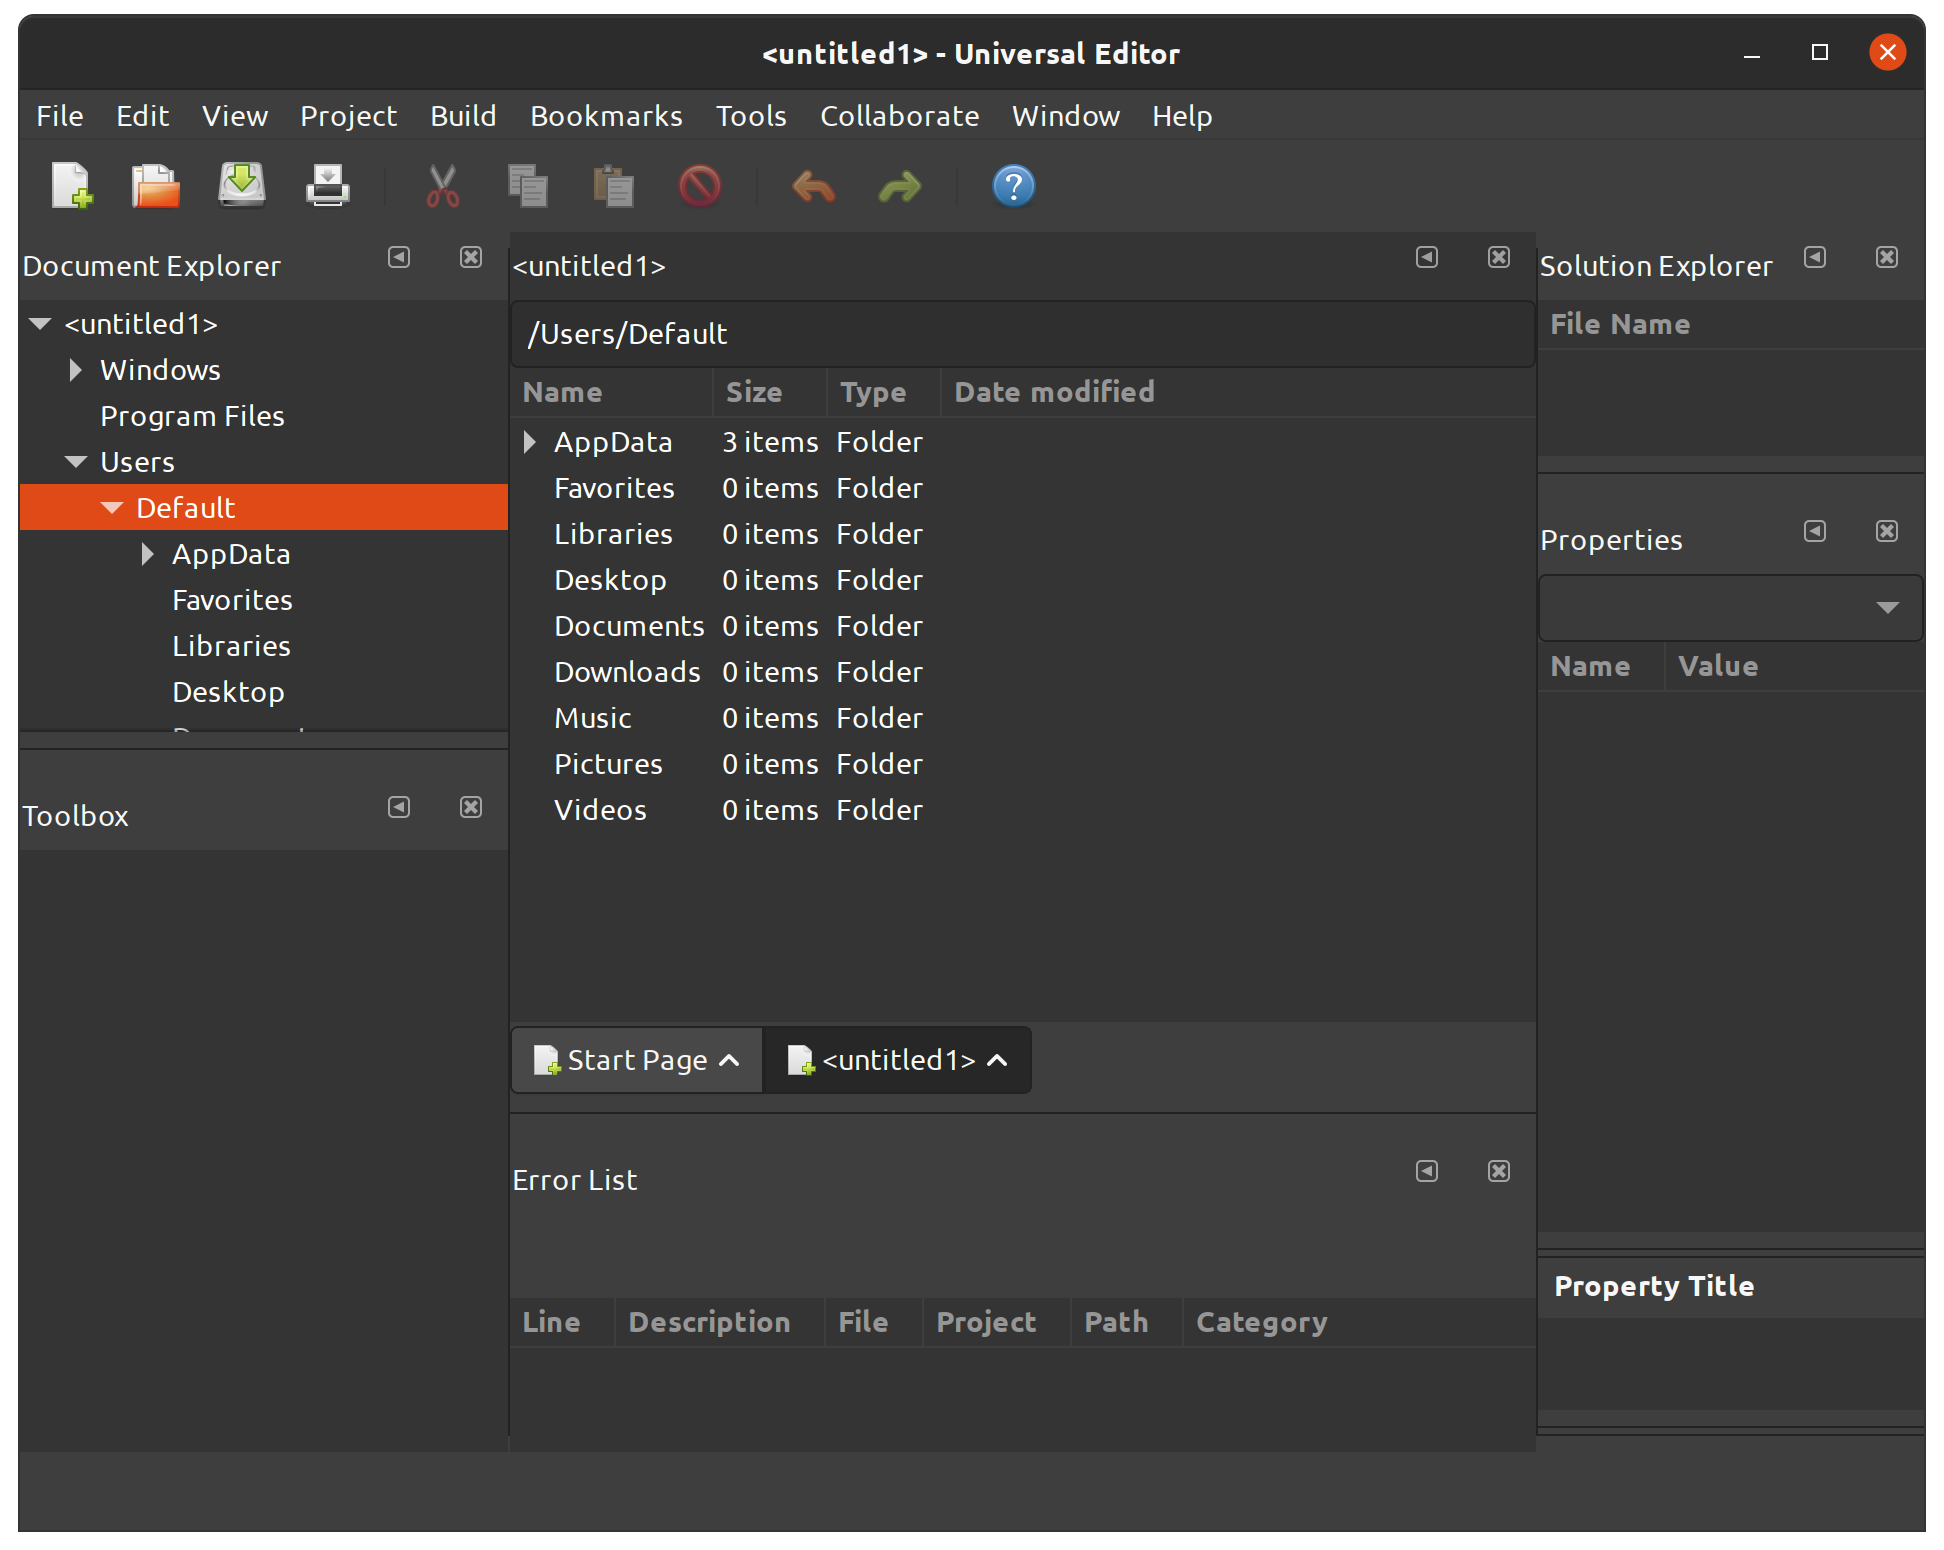 <untitled1> - Universal Editor
File Edit View Project Build Bookmarks Tools Collaborate Window Help
Document Explorer
<untitled1>
Windows
Program Files
Users
Default
AppData
Favorites
Libraries
Desktop
Toolbox
<untitled1>
/Users/Default
Name Size Type Date modified
AppData 3 items Folder
Favorites 0 items Folder
Libraries 0 items Folder
Desktop 0 items Folder
Documents 0 items Folder
Downloads 0 items Folder
Music 0 items Folder
Pictures 0 items Folder
Videos 0 items Folder
Start Page <untitled1>
Error List
Line Description File Project Path Category
Solution Explorer
File Name
Properties
Name Value
Property Title